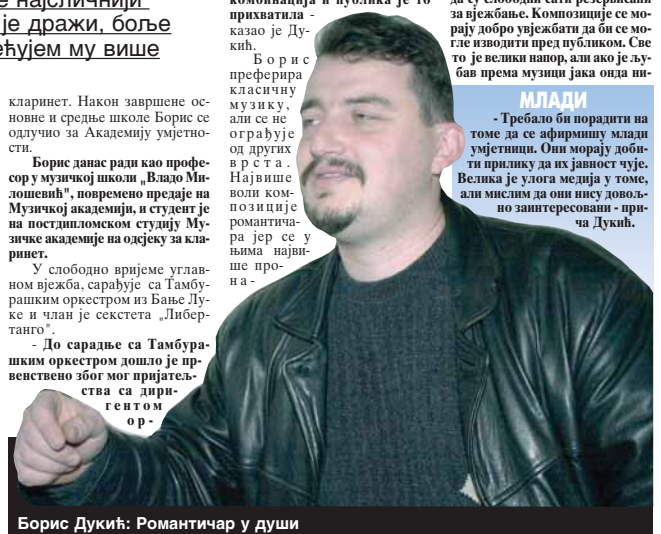 е најсличнији
је дражи, боље
ећујем му више
кларинет. Након завршене ос-
новне и средње школе Борис се
одлучио за Академију умјетно-
сти.
Борис данас ради као профе-
сор у музичкој школи „Владо Ми-
лошевић", повремено предаје на
Музичкој академији, и студент је
на постдипломском студију Му-
зичке академије на одсјеку за кла-
ринет.
У слободно вријеме углав-
ном вјежба, сарађује са Тамбу-
рашким оркестром из Бање Лу-
ке и члан је секстета „Либер-
танго".
- До сарадње са Тамбура-
шким оркестром дошло је пр-
венствено због мог пријатељ-
ства са дири-
гентом
ор-
комбинација и публика је то
прихватила -
казао је Ду-
кић.
Борис
преферира
класичну
музику,
али се не
ограђује
од других
врста.
Највише
воли ком-
позиције
романтича-
ра јер се у
њима најви-
ше про-
на-
да су слободни сати резервисани
за вјежбање. Композиције се мо-
рају добро увјежбати да би се мо-
гле изводити пред публиком. Све
то је велики напор, али ако је љу-
бав према музици јака онда ни-
МЛАДИ
- Требало би порадити на
томе да се афирмишу млади
умјетници. Они морају доби-
ти прилику да их јавност чује.
Велика је улога медија у томе,
али мислим да они нису довољ-
но заинтересовани - при-
ча Дукић.
Борис Дукић: Романтичар у души